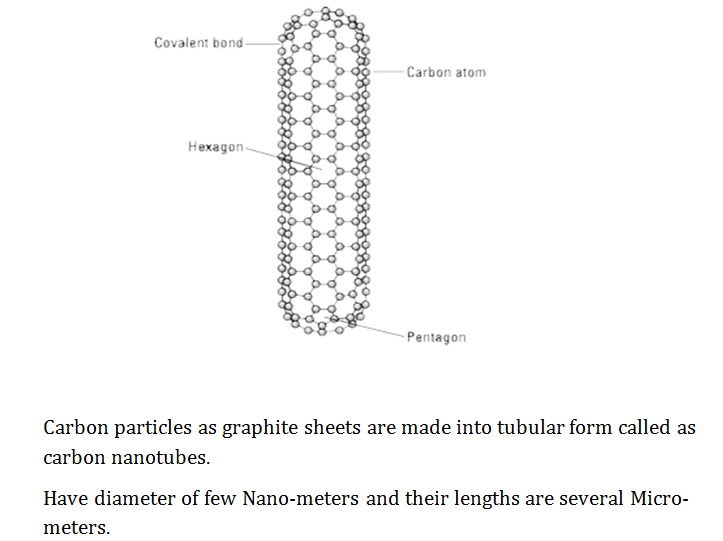 Covalent bond
Carbon atom
Hexagon
Pentagon
Carbon particles as graphite sheets are made into tubular form called as
carbon nanotubes.
Have diameter of few Nano-meters and their lengths are several Micro-
meters.